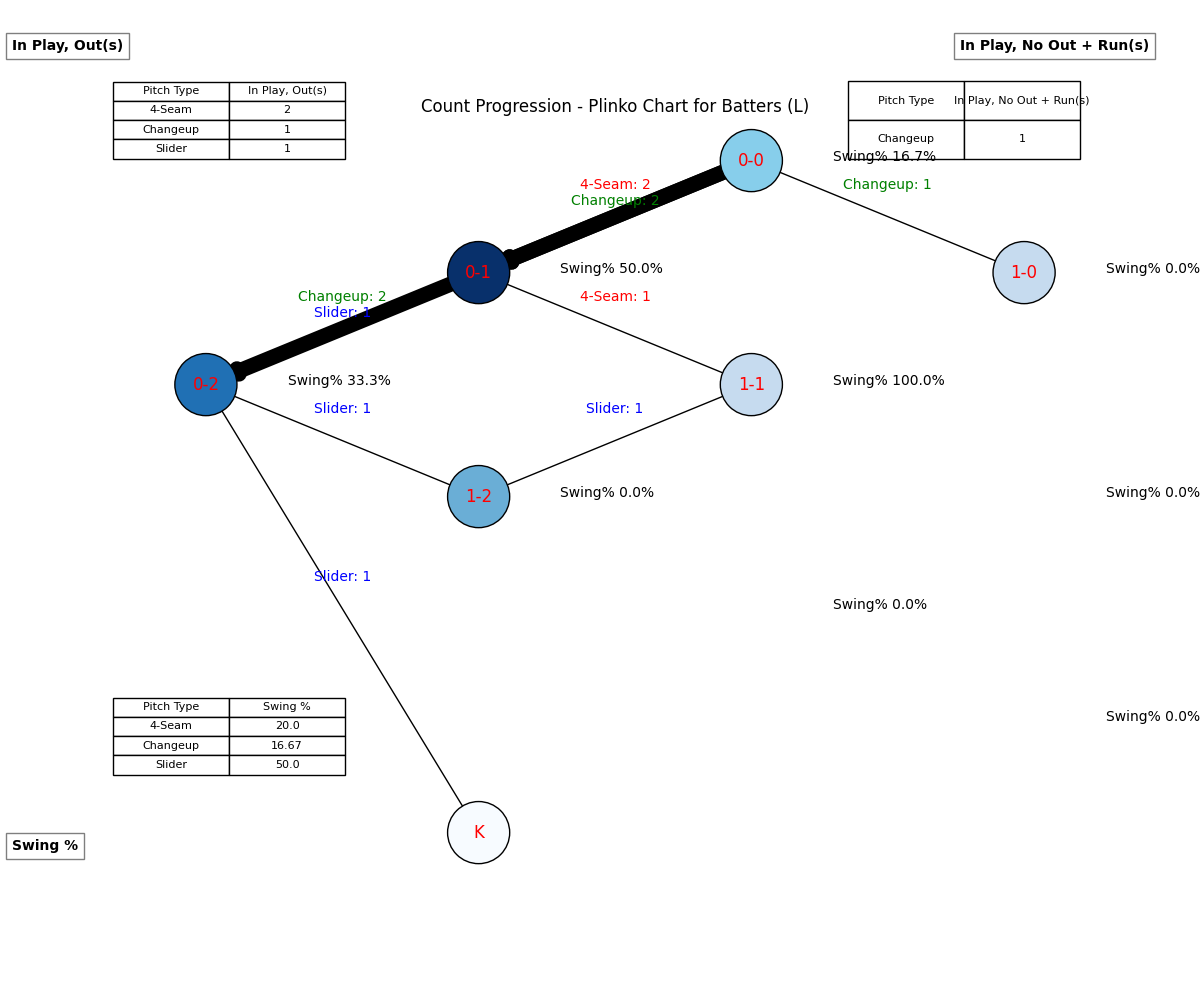 In Play, Out(s)
In Play, No Out + Run(s)
Pitch Type In Play, Out(s)
4-Seam 2
Changeup 1
Slider 1
Count Progression - Plinko Chart for Batters (L)
Pitch Type In Play, No Out + Run(s)
Changeup 1
0-0
Swing% 16.7%
4-Seam: 2
Changeup: 2
Changeup: 1
0-1
Swing% 50.0%
1-0
Swing% 0.0%
Changeup: 2
Slider: 1
4-Seam: 1
0-2
Swing% 33.3%
1-1
Swing% 100.0%
Slider: 1
Slider: 1
1-2
Swing% 0.0%
Swing% 0.0%
Slider: 1
Swing% 0.0%
Pitch Type Swing %
4-Seam 20.0
Changeup 16.67
Slider 50.0
Swing% 0.0%
K
Swing %